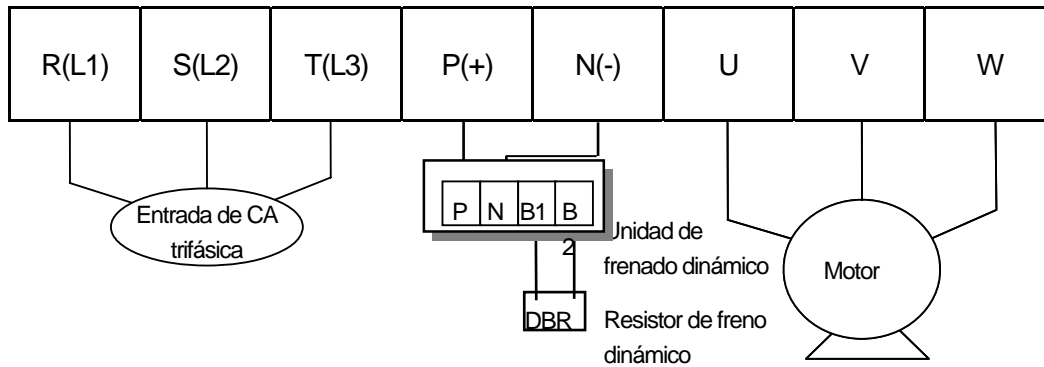 R(L1) S(L2) T(L3) P(+) N(-) U V W
P N B1 B
2
Entrada de CA
trifásica
Unidad de
frenado dinámico
Motor
DBR
Resistor de freno
dinámico